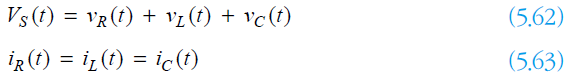 V_S(t) = v_R(t) + v_L(t) + v_C(t) (5.62)
i_R(t) = i_L(t) = i_C(t) (5.63)